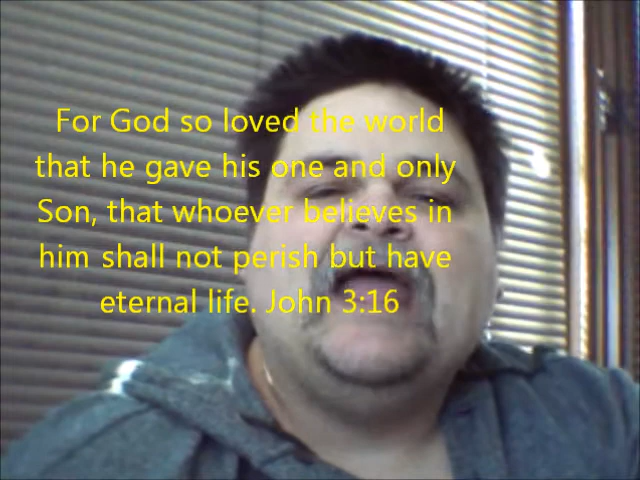 For God so loved the world
that he gave his one and only
Son, that whoever believes in
him shall not perish but have
eternal life. John 3:16